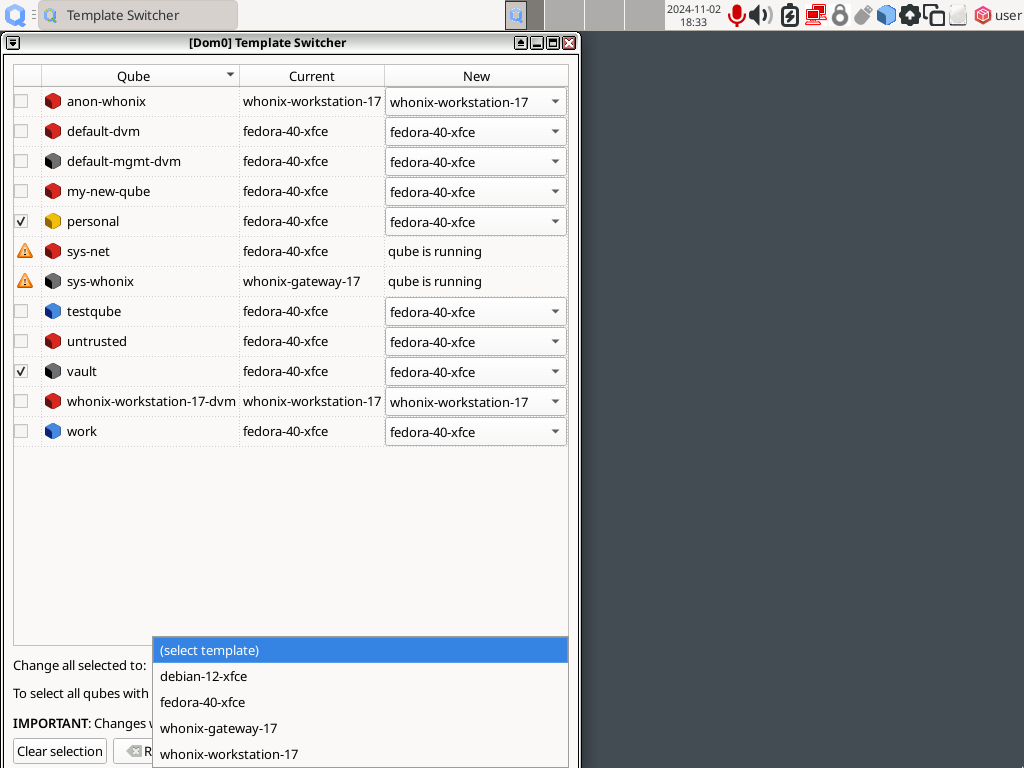 Template Switcher
2024-11-02
18:33
user
[Dom0] Template Switcher
Qube Current New
anon-whonix whonix-workstation-17 whonix-workstation-17
default-dvm fedora-40-xfce fedora-40-xfce
default-mgmt-dvm fedora-40-xfce fedora-40-xfce
my-new-qube fedora-40-xfce fedora-40-xfce
personal fedora-40-xfce fedora-40-xfce
sys-net fedora-40-xfce qube is running
sys-whonix whonix-gateway-17 qube is running
testqube fedora-40-xfce fedora-40-xfce
untrusted fedora-40-xfce fedora-40-xfce
vault fedora-40-xfce fedora-40-xfce
whonix-workstation-17-dvm whonix-workstation-17 whonix-workstation-17
work fedora-40-xfce fedora-40-xfce
(select template)
Change all selected to:
debian-12-xfce
To select all qubes with
fedora-40-xfce
IMPORTANT: Changes
whonix-gateway-17
Clear selection R
whonix-workstation-17